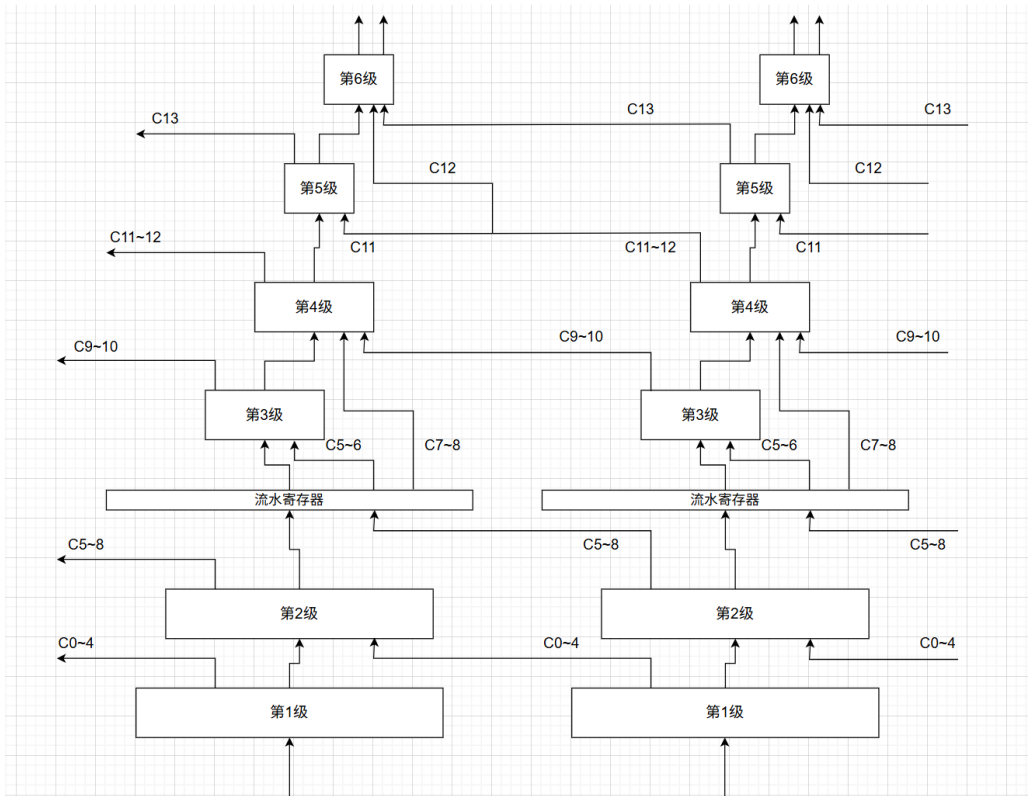 第6级
第6级
C13
C13
C13
C12
C12
第5级
第5级
C11~12
C11
C11~12
C11
第4级
第4级
C9~10
C9~10
C9~10
第3级
第3级
C5~6
C7~8
C5~6
C7~8
流水寄存器
流水寄存器
C5~8
C5~8
C5~8
第2级
第2级
C0~4
C0~4
C0~4
第1级
第1级